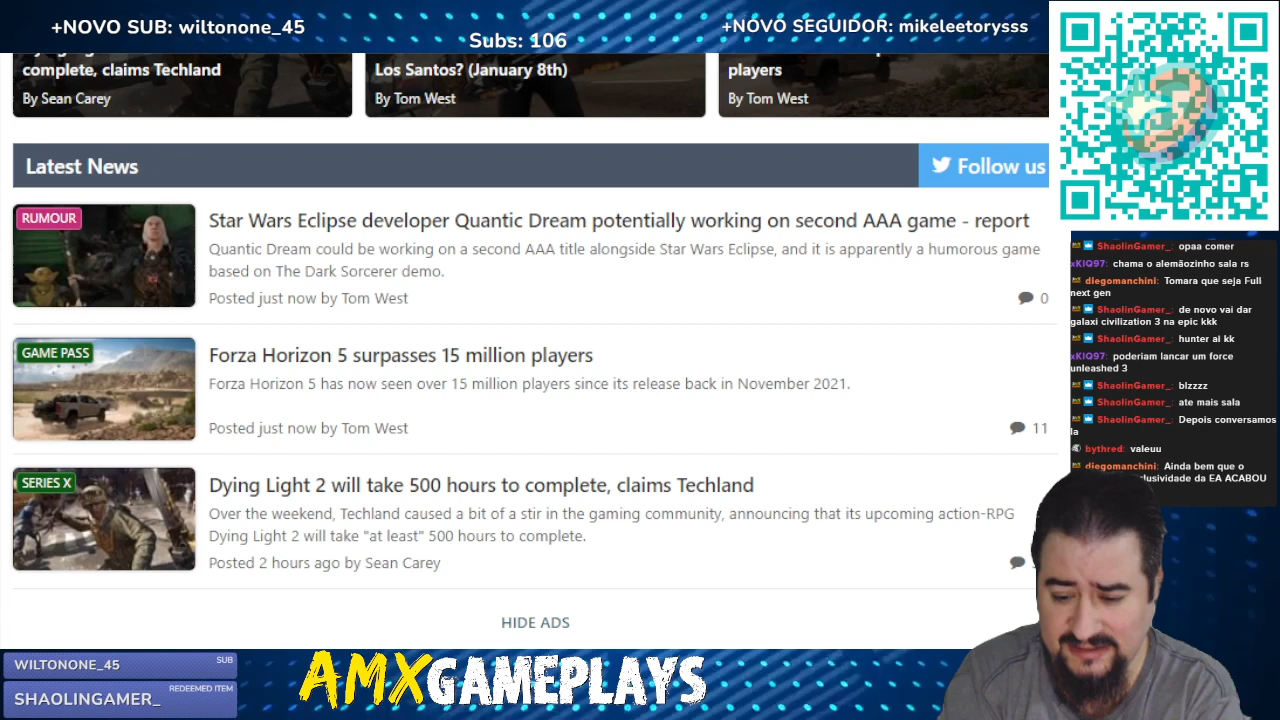 +NOVO SUB: wiltonone_45
Subs: 106
+NOVO SEGUIDOR: mikeleetorysss
complete, claims Techland
By Sean Carey
Los Santos? (January 8th)
By Tom West
players
By Tom West
Latest News
Follow us
RUMOUR
Star Wars Eclipse developer Quantic Dream potentially working on second AAA game - report
Quantic Dream could be working on a second AAA title alongside Star Wars Eclipse, and it is apparently a humorous game
based on The Dark Sorcerer demo.
Posted just now by Tom West
0
GAME PASS
Forza Horizon 5 surpasses 15 million players
Forza Horizon 5 has now seen over 15 million players since its release back in November 2021.
Posted just now by Tom West
11
SERIES X
Dying Light 2 will take 500 hours to complete, claims Techland
Over the weekend, Techland caused a bit of a stir in the gaming community, announcing that its upcoming action-RPG
Dying Light 2 will take "at least" 500 hours to complete.
Posted 2 hours ago by Sean Carey
HIDE ADS
ShaolinGamer_: opaa comer
xKIQ97: chama o alemãozinho sala rs
diegomanchini: Tomara que seja Full
next gen
ShaolinGamer_: de novo vai dar
galaxi civilization 3 na epic kkk
ShaolinGamer_: hunter ai kk
xKIQ97: poderiam lancar um force
unleashed 3
ShaolinGamer_: blzzzz
ShaolinGamer_: ate mais sala
ShaolinGamer_: Depois conversamos
la
bythred: valeuu
diegomanchini: Ainda bem que o
clusividade da EA ACABOU
WILTONONE_45
SUB
SHAOLINGAMER_
REDEEMED ITEM
AMXGAMEPLAYS